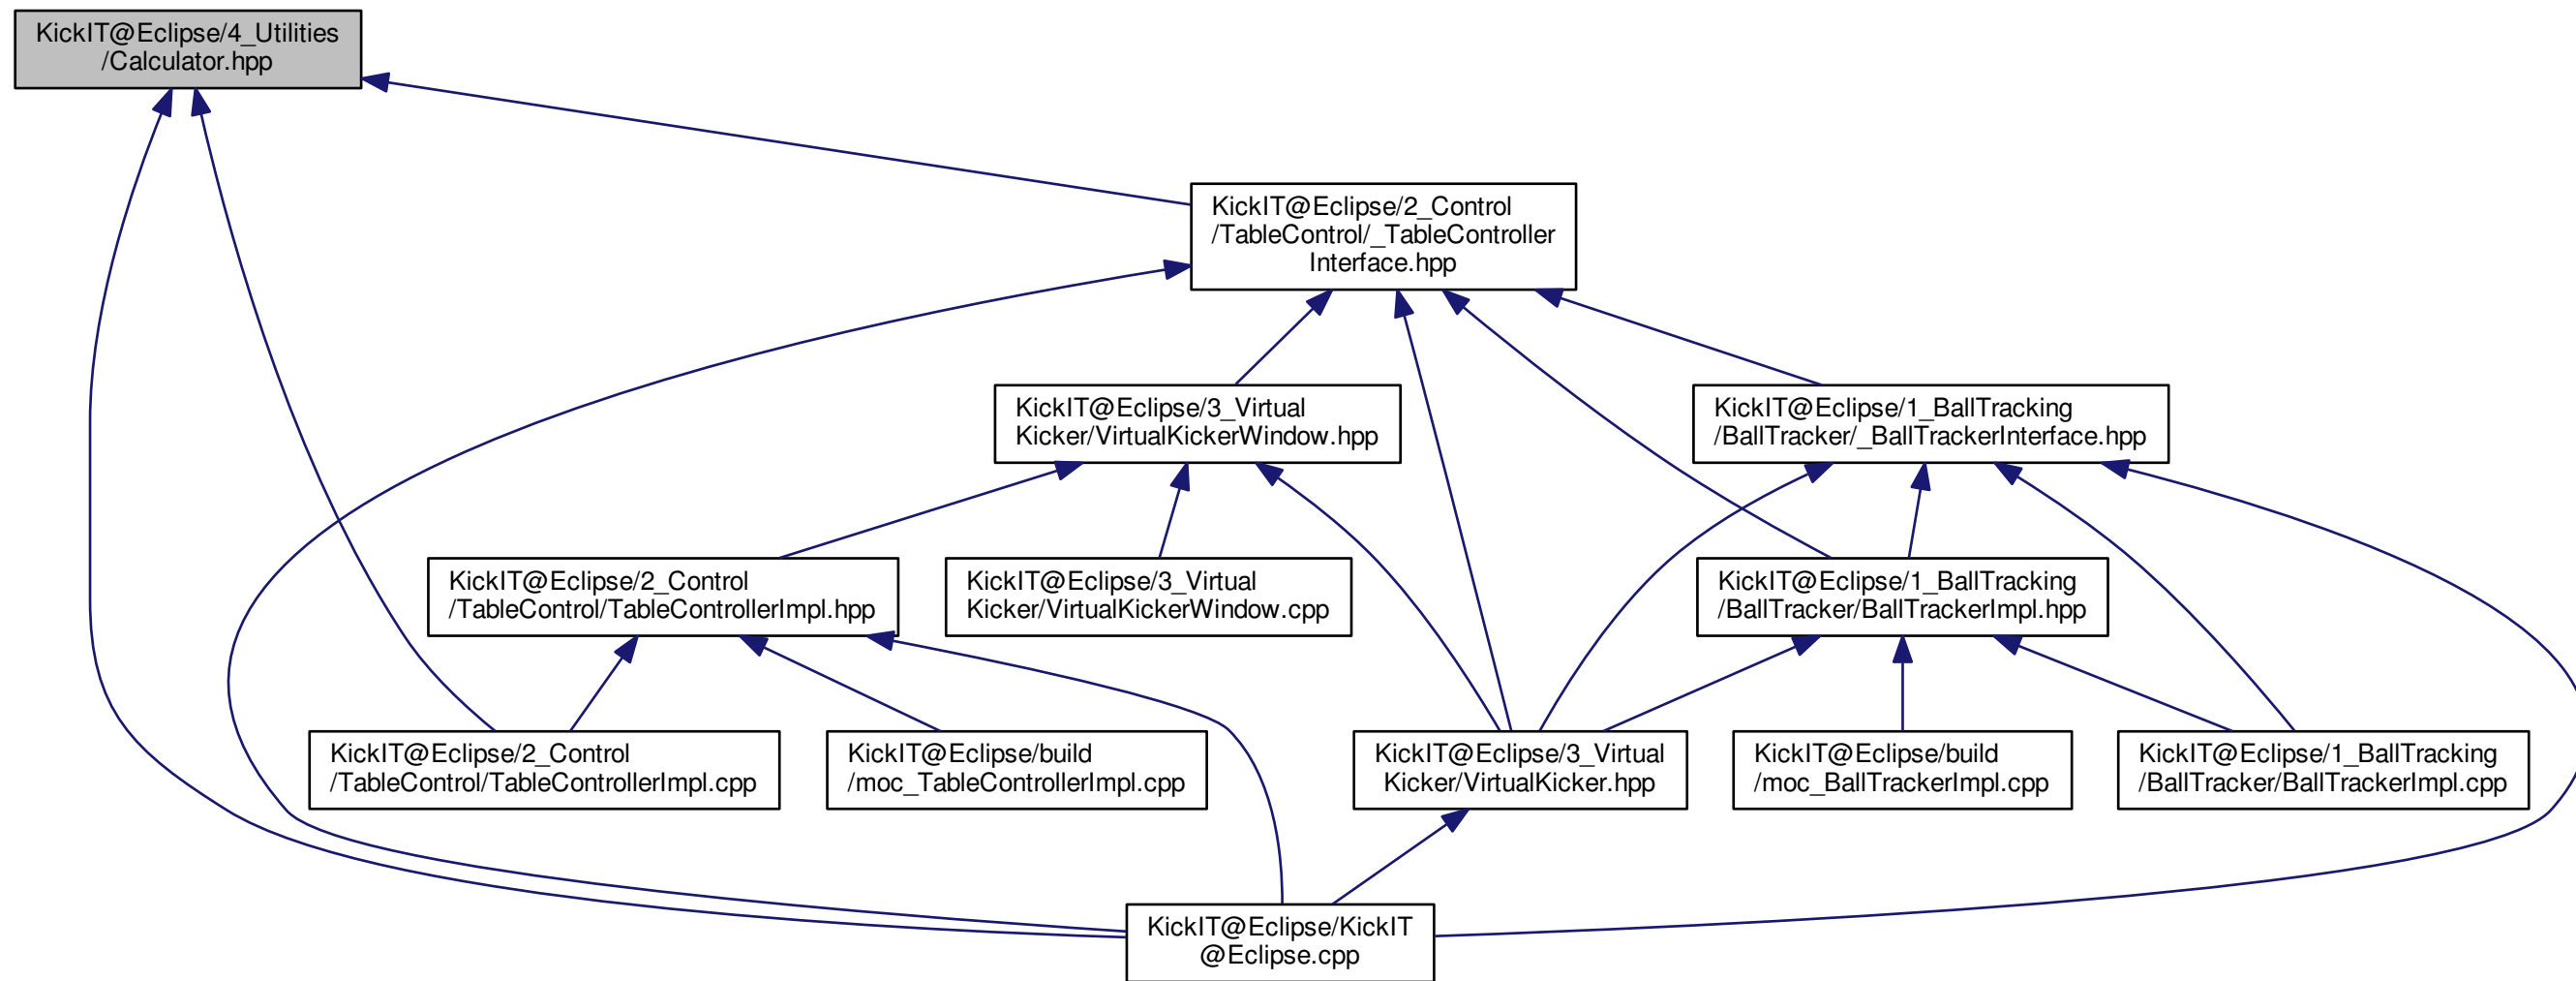 KickIT@Eclipse/4_Utilities
/Calculator.hpp
KickIT@Eclipse/2_Control
/TableControl/_TableController
Interface.hpp
KickIT@Eclipse/3_Virtual
Kicker/VirtualKickerWindow.hpp
KickIT@Eclipse/1_BallTracking
/BallTracker/_BallTrackerInterface.hpp
KickIT@Eclipse/2_Control
/TableControl/TableControllerImpl.hpp
KickIT@Eclipse/3_Virtual
Kicker/VirtualKickerWindow.cpp
KickIT@Eclipse/1_BallTracking
/BallTracker/BallTrackerImpl.hpp
KickIT@Eclipse/2_Control
/TableControl/TableControllerImpl.cpp
KickIT@Eclipse/build
/moc_TableControllerImpl.cpp
KickIT@Eclipse/3_Virtual
Kicker/VirtualKicker.hpp
KickIT@Eclipse/build
/moc_BallTrackerImpl.cpp
KickIT@Eclipse/1_BallTracking
/BallTracker/BallTrackerImpl.cpp
KickIT@Eclipse/KickIT
@Eclipse.cpp